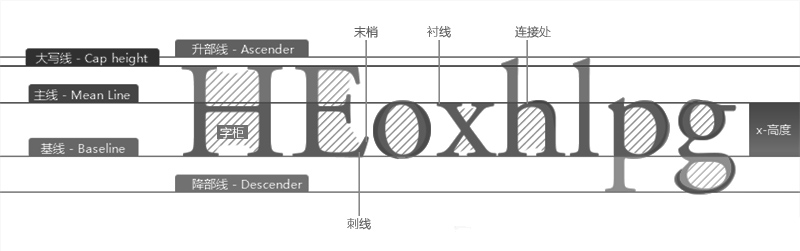 末梢
衬线
连接处
升部线 - Ascender
大写线 - Cap height
主线 - Mean Line
HEoxhlpg
字柜
x-高度
基线 - Baseline
降部线 - Descender
刺线